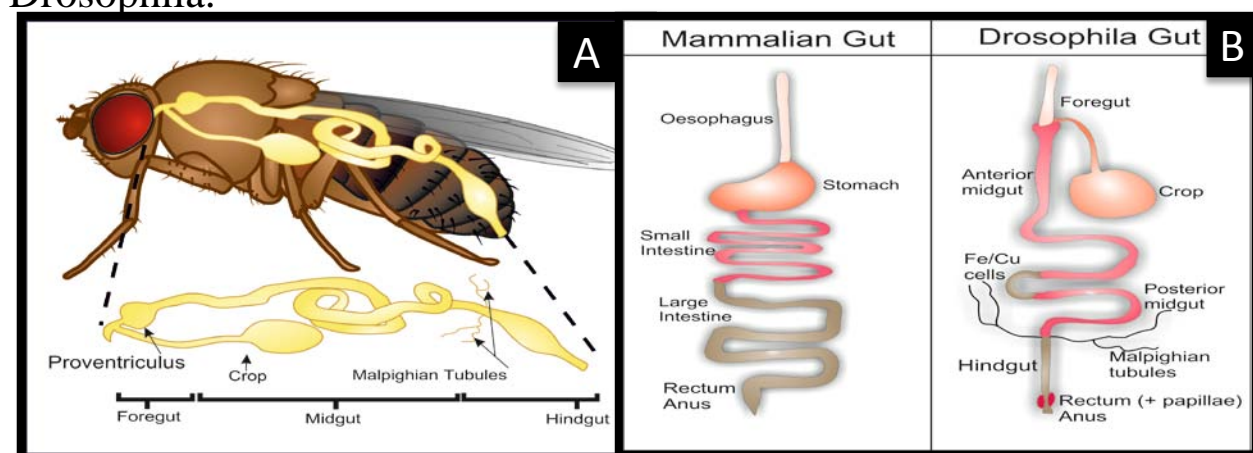 Drosophila.
A
Proventriculus
Crop
Malpighian Tubules
Foregut
Midgut
Hindgut
Mammalian Gut
Oesophagus
Stomach
Small
Intestine
Large
Intestine
Rectum
Anus
Drosophila Gut
B
Foregut
Anterior
midgut
Crop
Fe/Cu
cells
Posterior
midgut
Hindgut
Malpighian
tubules
Rectum (+ papillae)
Anus